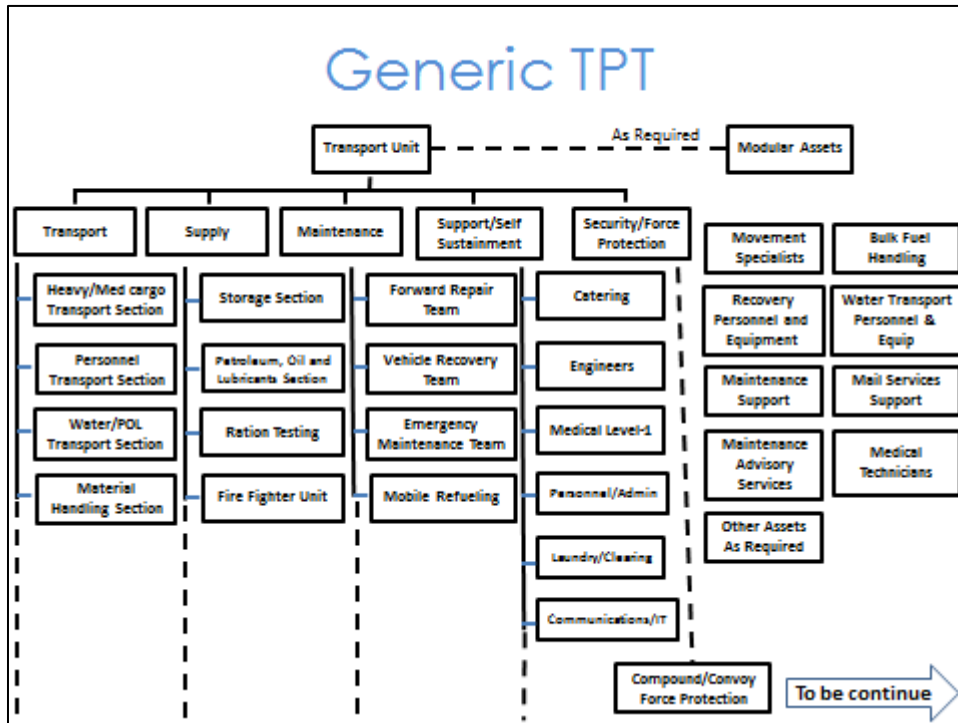 Generic TPT
Transport Unit
As Required
Modular Assets
Transport
Supply
Maintenance
Support/Self
Sustainment
Security/Force
Protection
Heavy/Med cargo
Transport Section
Personnel
Transport Section
Water/POL
Transport Section
Material
Handling Section
Storage Section
Petroleum, Oil and
Lubricants Section
Ration Testing
Fire Fighter Unit
Forward Repair
Team
Vehicle Recovery
Team
Emergency
Maintenance Team
Mobile Refueling
Catering
Engineers
Medical Level-1
Personnel/Admin
Laundry/Clearing
Communications/IT
Compound/Convoy
Force Protection
Movement
Specialists
Bulk Fuel
Handling
Recovery
Personnel and
Equipment
Water Transport
Personnel &
Equip
Maintenance
Support
Mail Services
Support
Maintenance
Advisory
Services
Medical
Technicians
Other Assets
As Required
To be continue